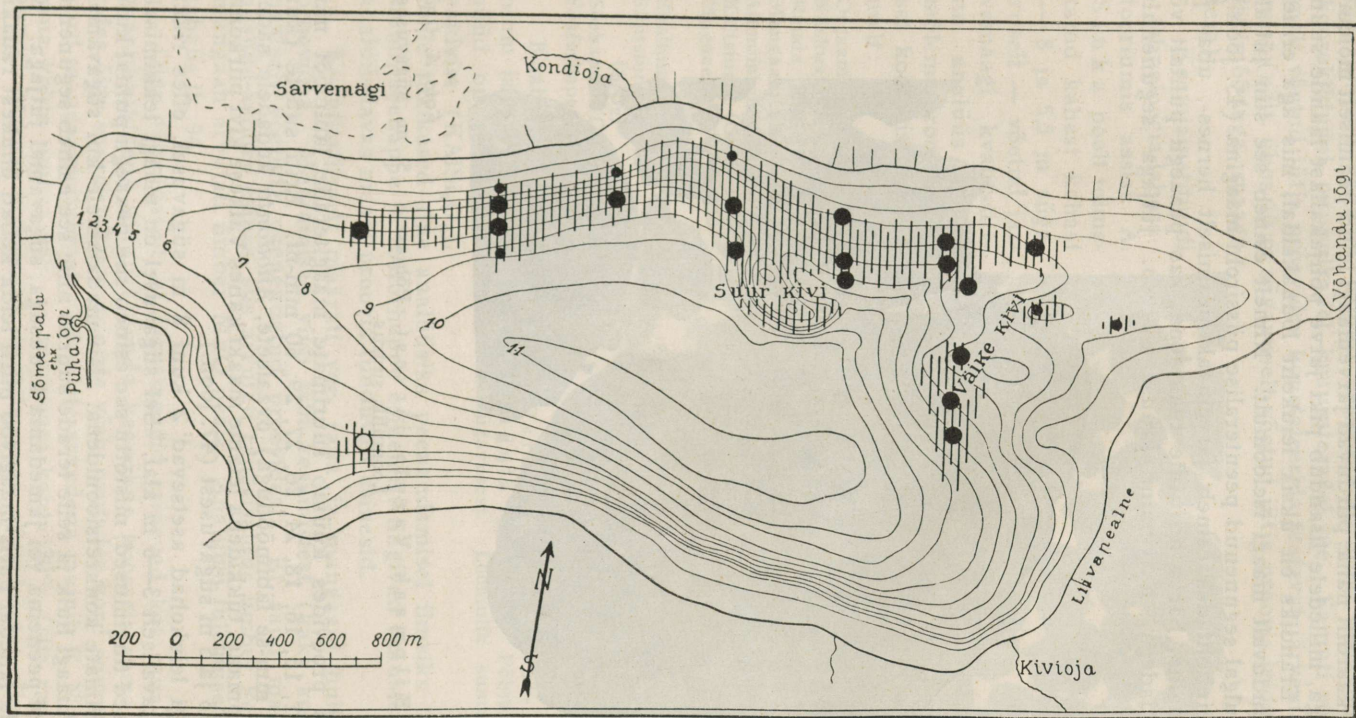 Kondioja
Sarvemägi
Võhandu jõgi
1 2 3 4 5
6
7
8
9
10
11
Suur kivi
Väike kivi
Sõmerpalu
ehk
Pühajõgi
Liivanealne
N
S
200 0 200 400 600 800 m
Kivioja